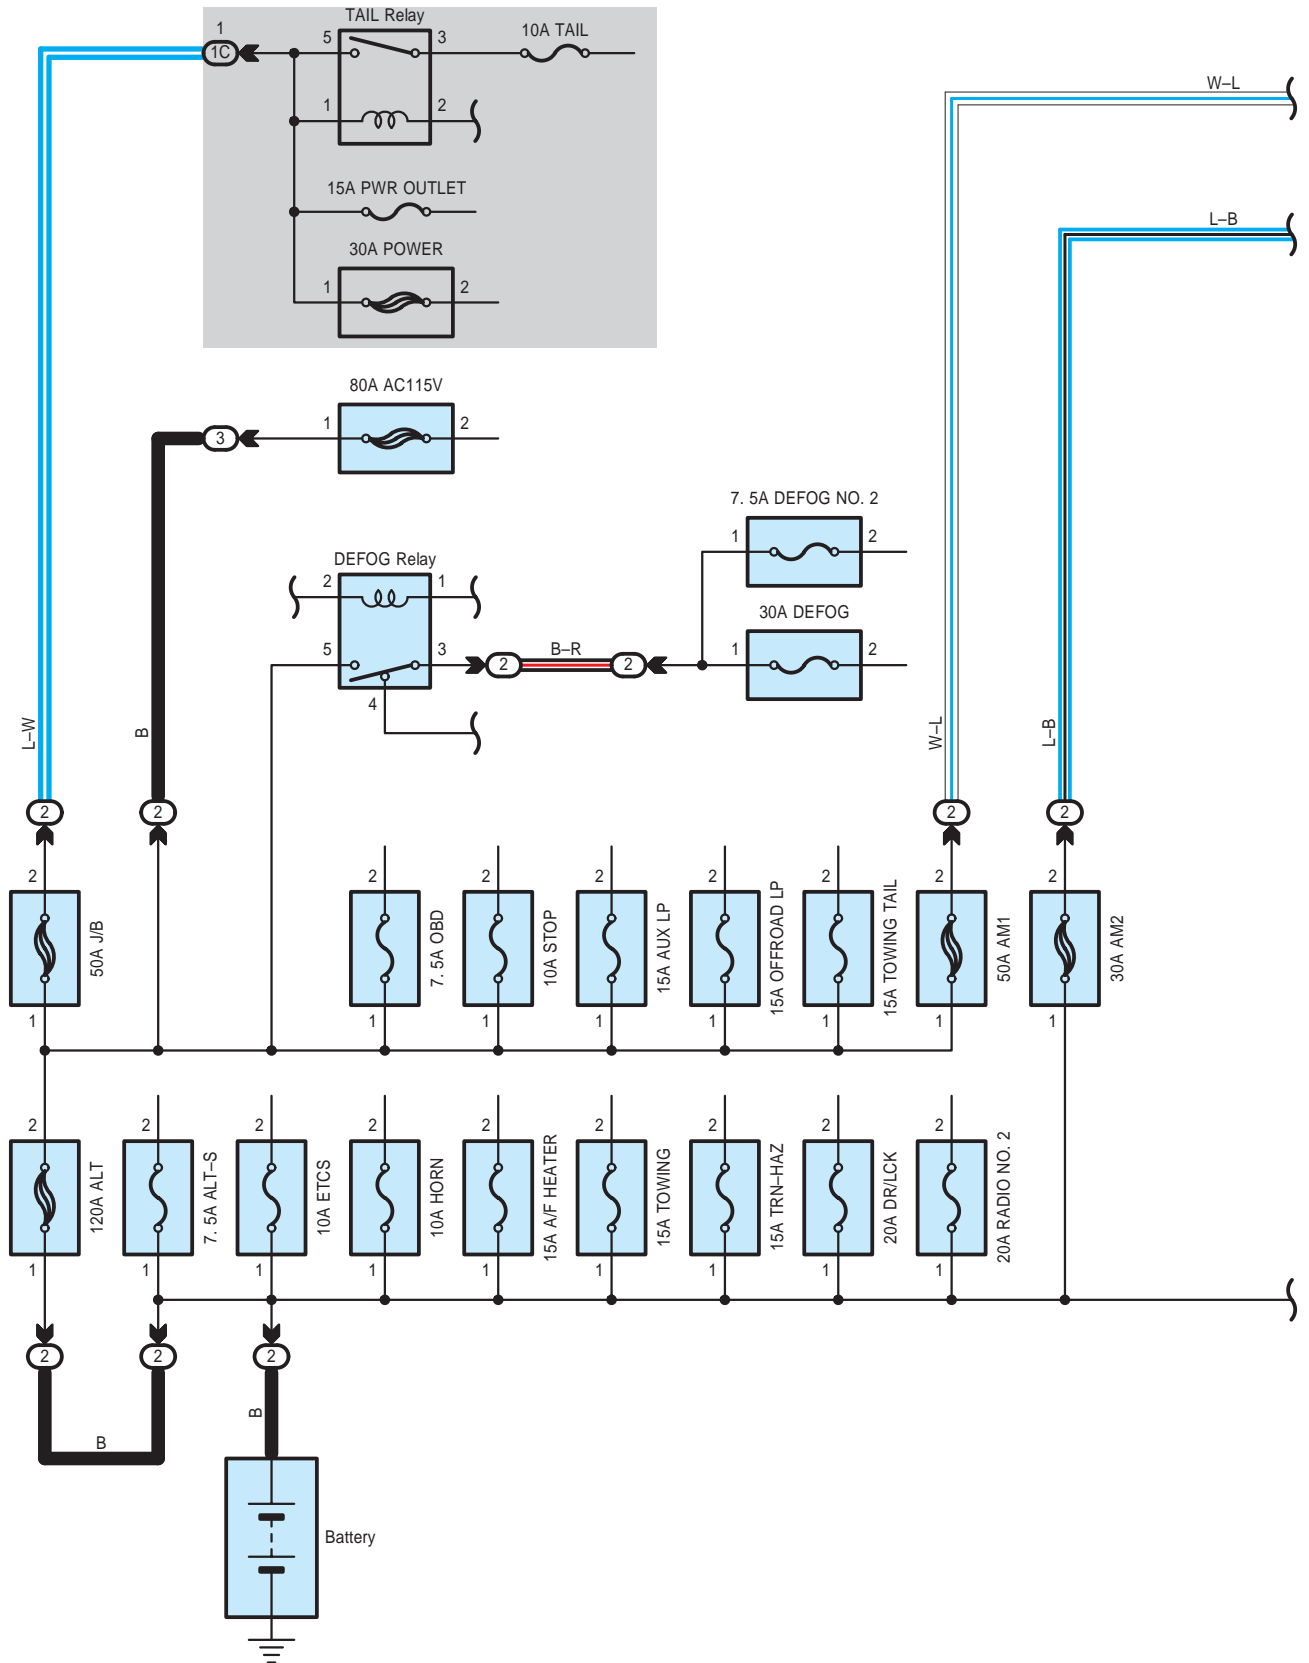 TAIL Relay
1
5 3
10A TAIL
1C
1 2
W–L
15A PWR OUTLET
L–B
30A POWER
1 2
80A AC115V
1 2
3
7. 5A DEFOG NO. 2
1 2
DEFOG Relay
2 1
30A DEFOG
5 3
B–R
1 2
2 2
4
L–W
B
W–L
L–B
2 2 2 2
2 2 2 2 2 2 2 2
50A J/B
7. 5A OBD
10A STOP
15A AUX LP
15A OFFROAD LP
15A TOWING TAIL
50A AM1
30A AM2
1 1 1 1 1 1 1 1
2 2 2 2 2 2 2 2 2
120A ALT
7. 5A ALT–S
10A ETCS
10A HORN
15A A/F HEATER
15A TOWING
15A TRN–HAZ
20A DR/LCK
20A RADIO NO. 2
1 1 1 1 1 1 1 1 1
2 2 2
B
B
Battery